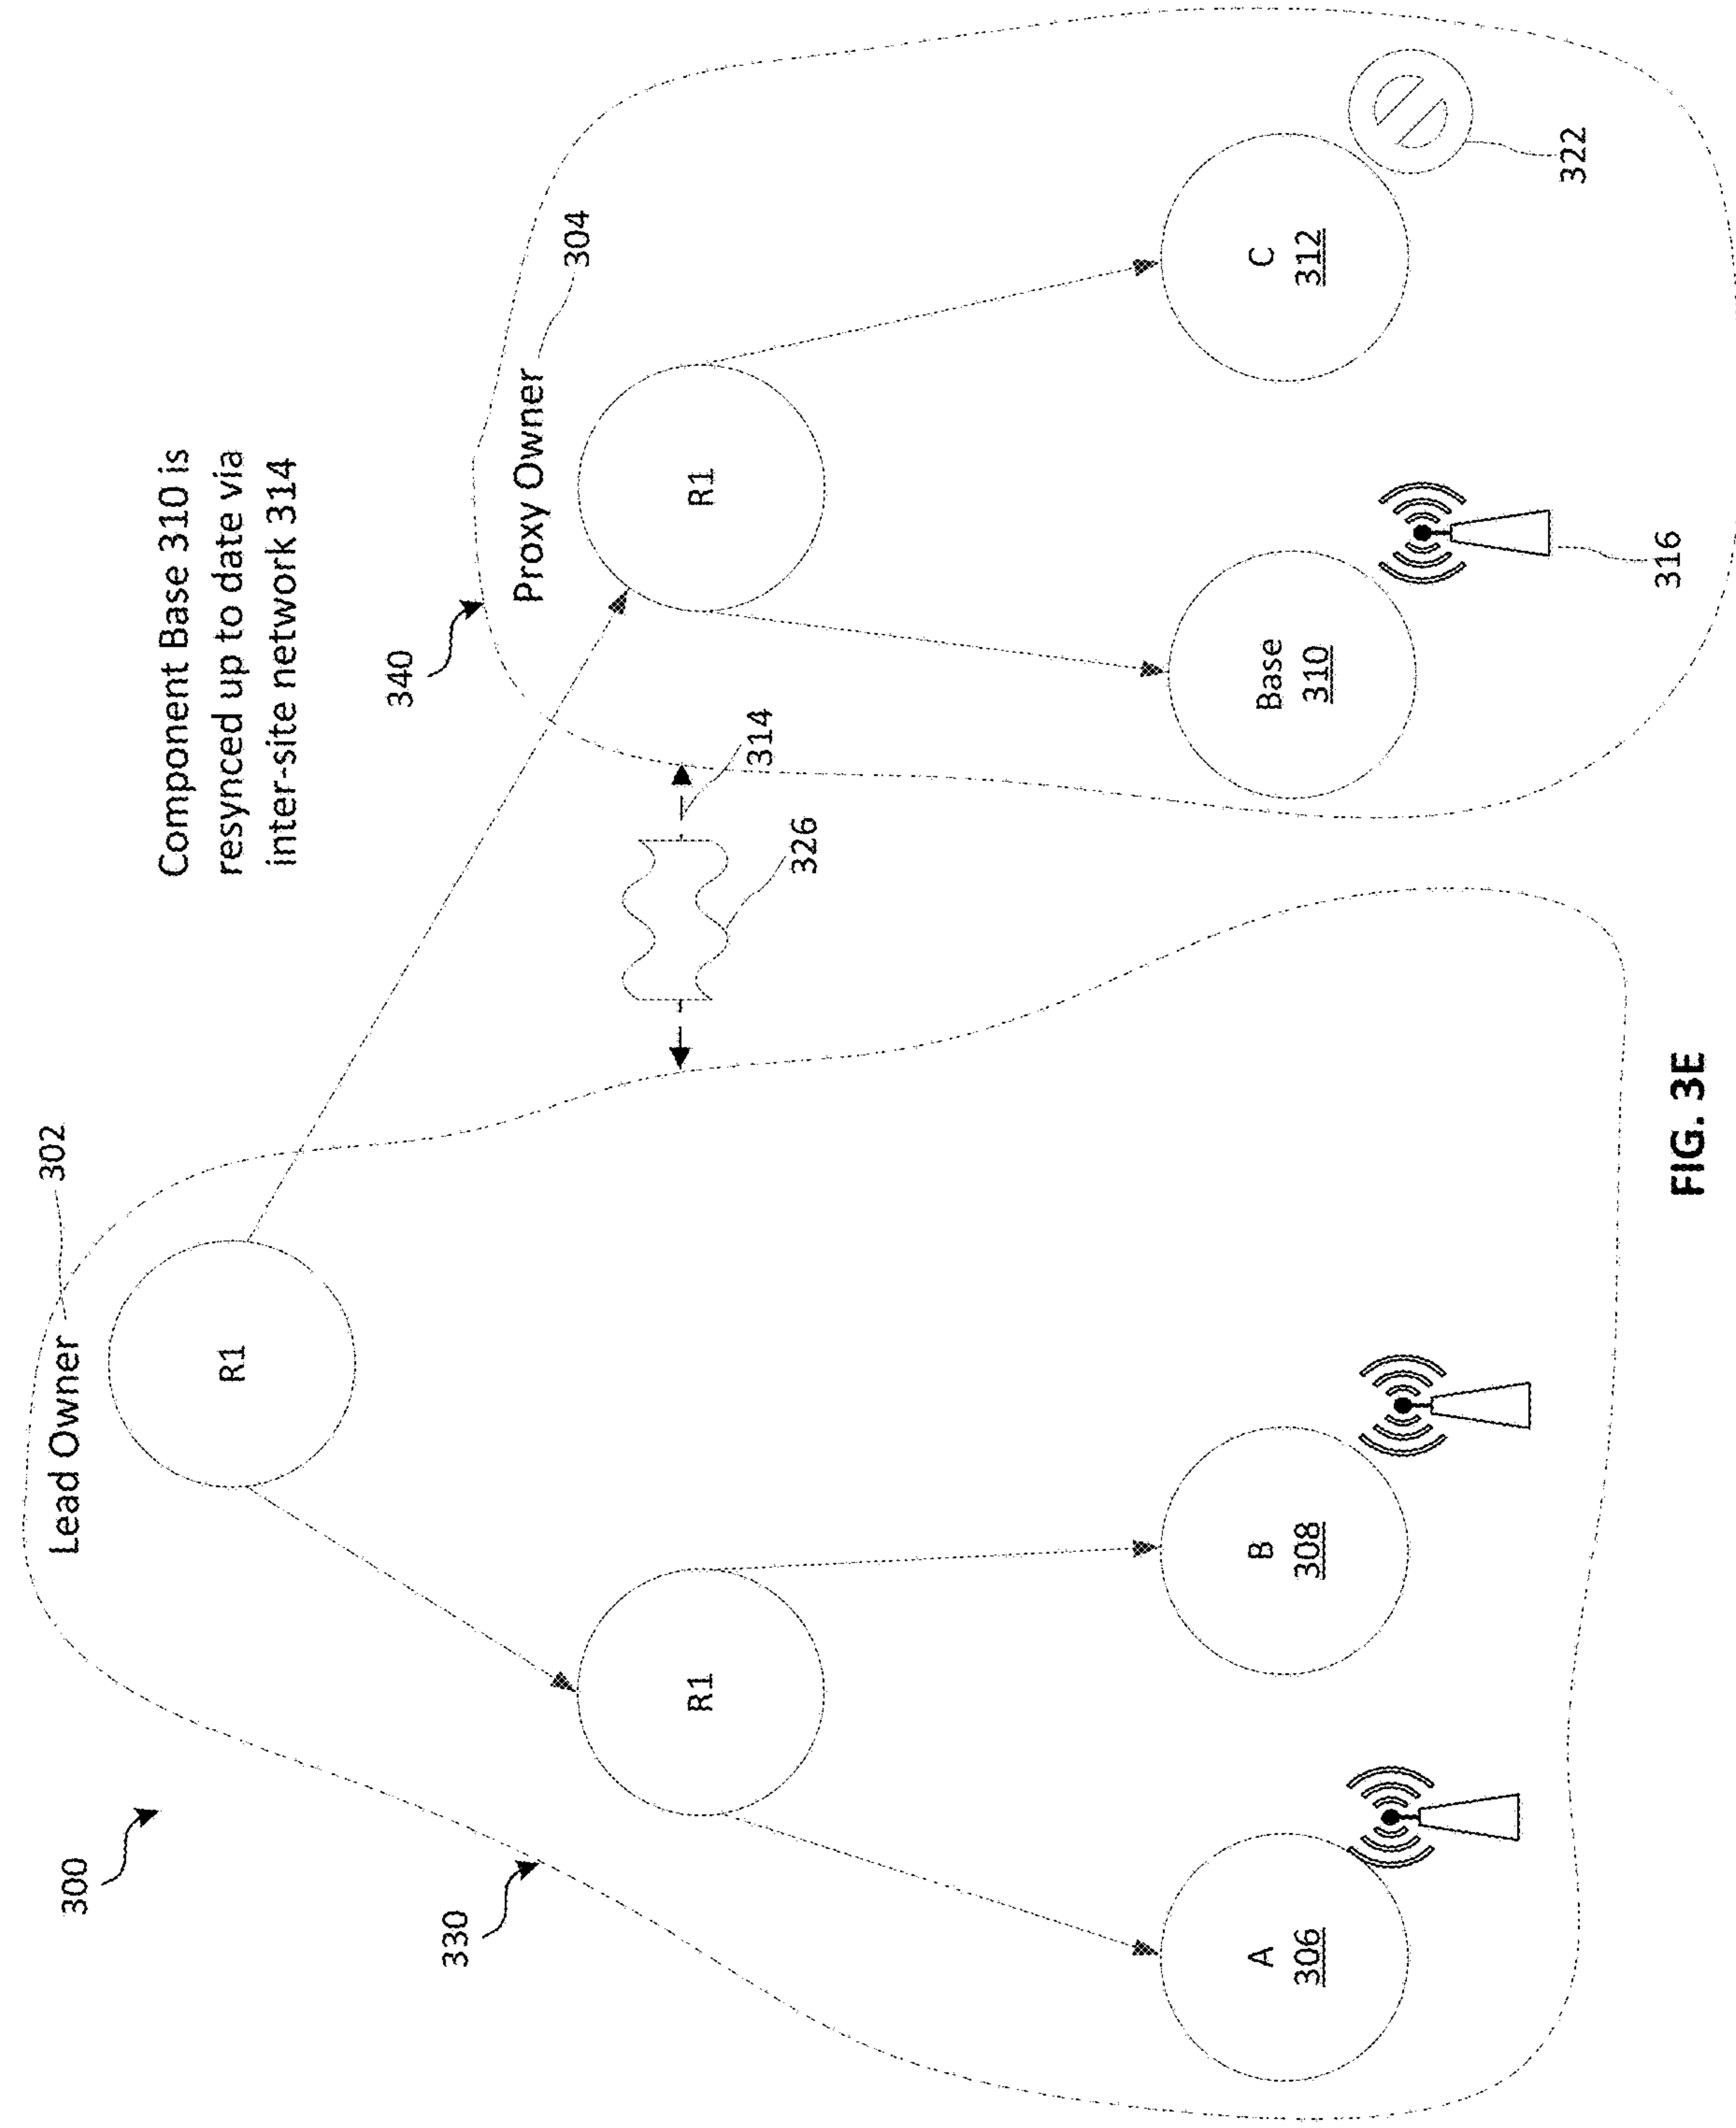 300
Lead Owner
302
R1
Component Base 310 is
resynced up to date via
inter-site network 314
330
340
Proxy Owner
304
R1
R1
314
326
A
306
B
308
Base
310
C
312
316
322
FIG. 3E